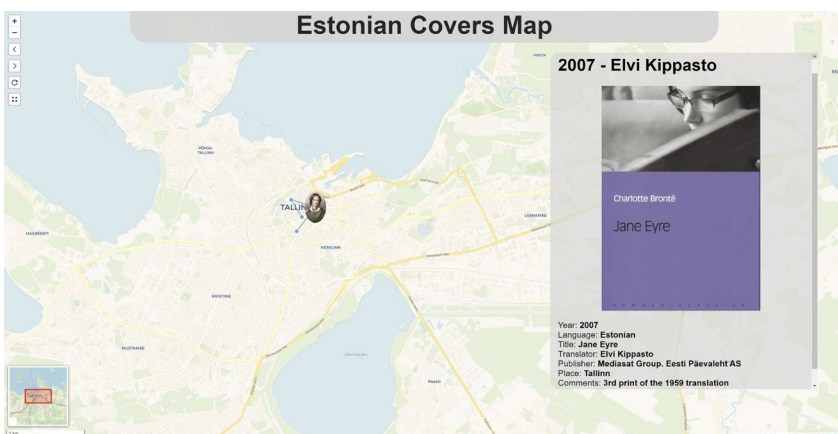 Estonian Covers Map
+
−
2007 - Elvi Kippasto
PÕHJA-
TALLINN
TALLIN
LASNAMÄE
HAABERSTI
KESKLINN
KRISTIINE
MUSTAMÄE
Charlotte Brontë
Jane Eyre
Year: 2007
Language: Estonian
Title: Jane Eyre
Translator: Elvi Kippasto
Publisher: Mediasat Group. Eesti Päevaleht AS
Place: Tallinn
Comments: 3rd print of the 1959 translation
Tallinn